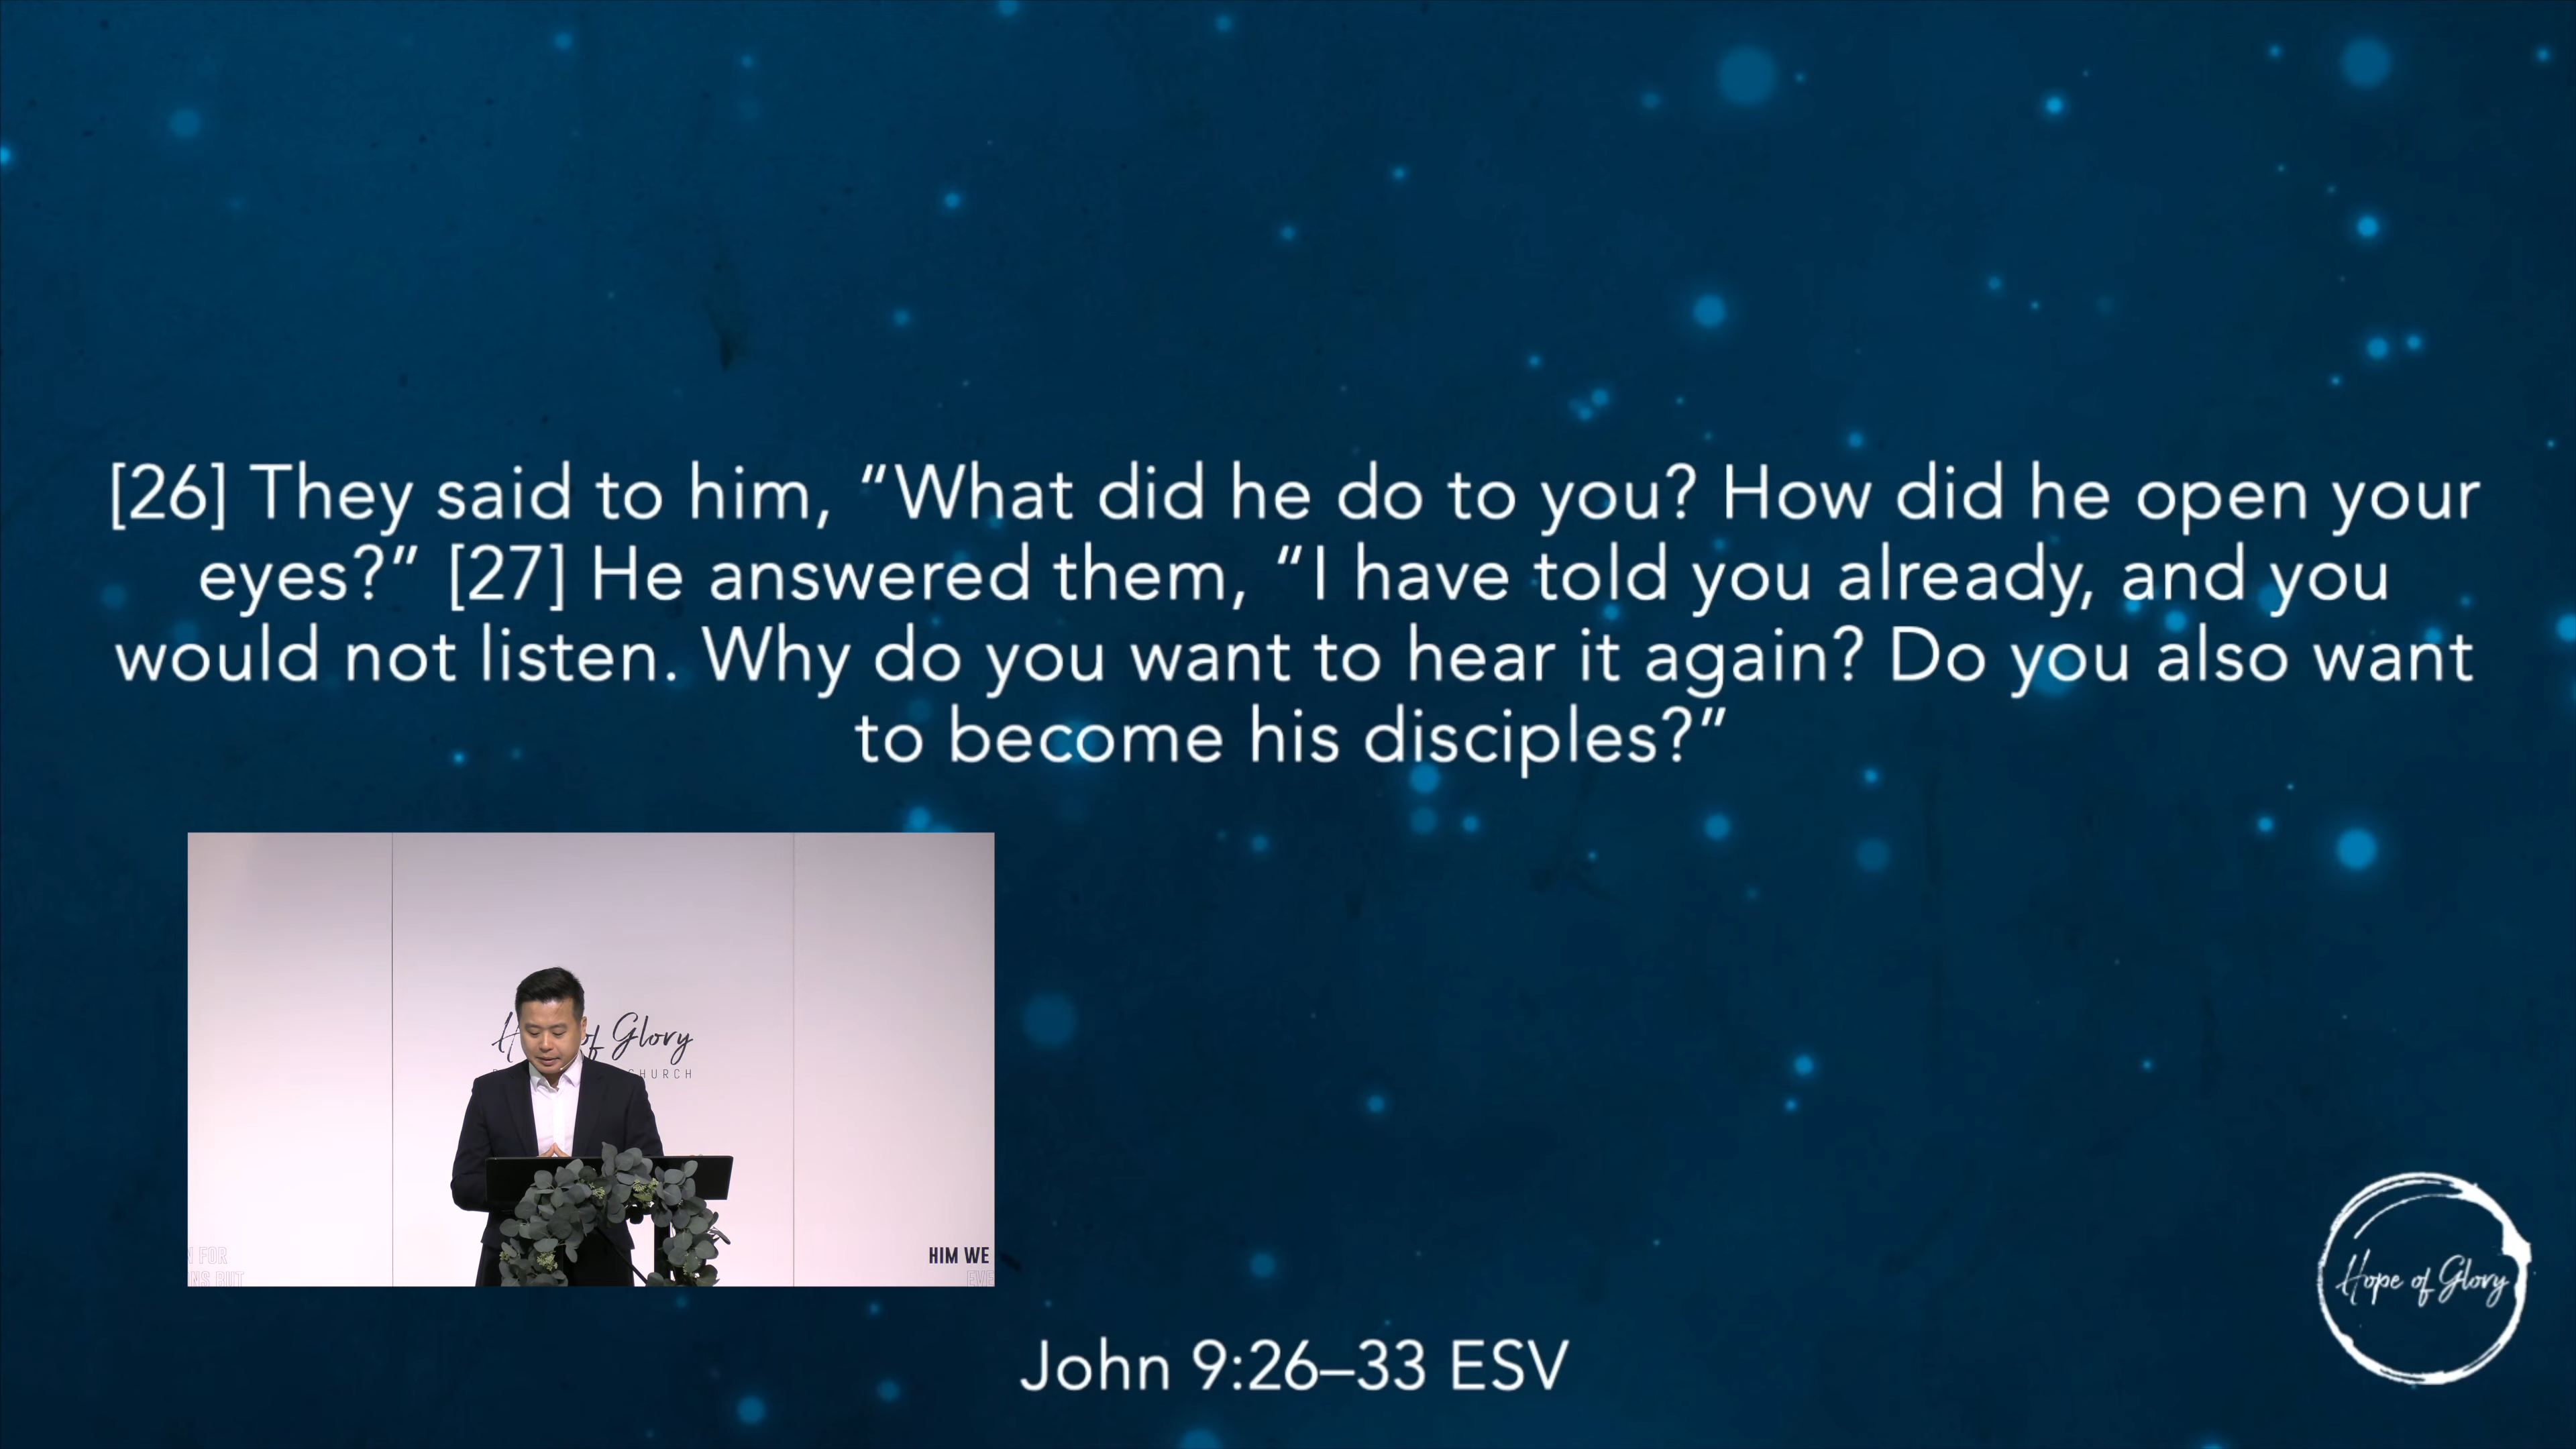 [26] They said to him, “What did he do to you? How did he open your
eyes?” [27] He answered them, “I have told you already, and you
would not listen. Why do you want to hear it again? Do you also want
to become his disciples?”
of Glory
CHURCH
FOR
BUT
HIM WE
John 9:26–33 ESV
Hope of Glory